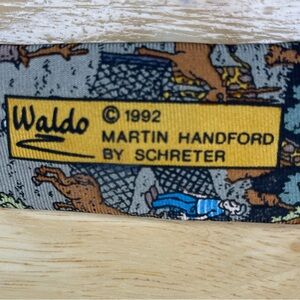 Waldo
© 1992
MARTIN HANDFORD
BY SCHRETER